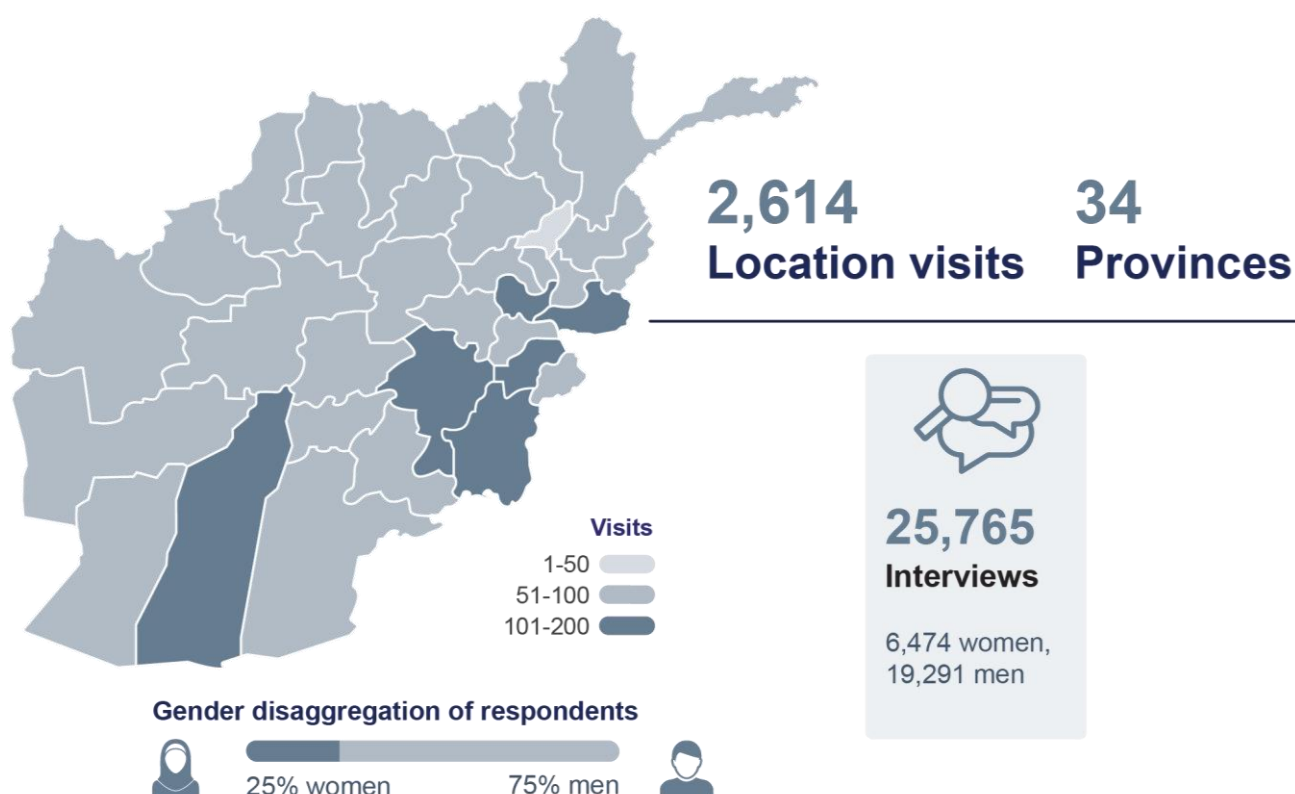 2,614
Location visits
34
Provinces
25,765
Interviews
6,474 women,
19,291 men
Visits
1-50
51-100
101-200
Gender disaggregation of respondents
25% women
75% men